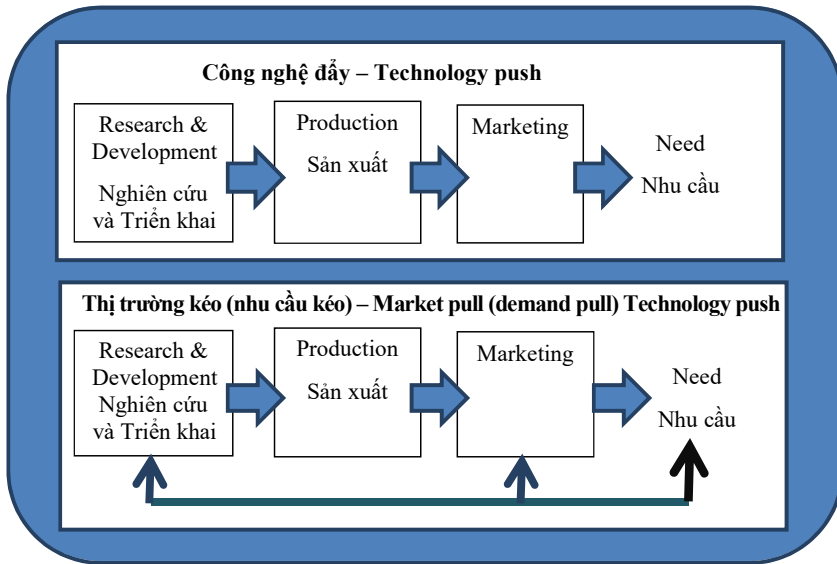 Công nghệ đẩy – Technology push
Research &
Development
Nghiên cứu
và Triển khai
Production
Sản xuất
Marketing
Need
Nhu cầu
Thị trường kéo (nhu cầu kéo) – Market pull (demand pull) Technology push
Research &
Development
Nghiên cứu
và Triển khai
Production
Sản xuất
Marketing
Need
Nhu cầu